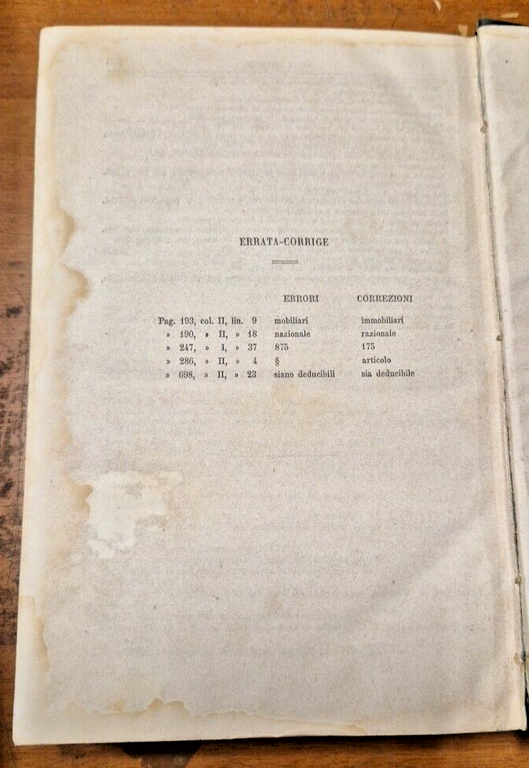 ERRATA-CORRIGE
ERRORI CORREZIONI
Pag. 193, col. II, lin. 9 mobiliari immobiliari
» 190, » II, » 18 nazionale razionale
» 247, » I, » 37 875 175
» 286, » II, » 4 § articolo
» 698, » II, » 23 siano deducibili sia deducibile